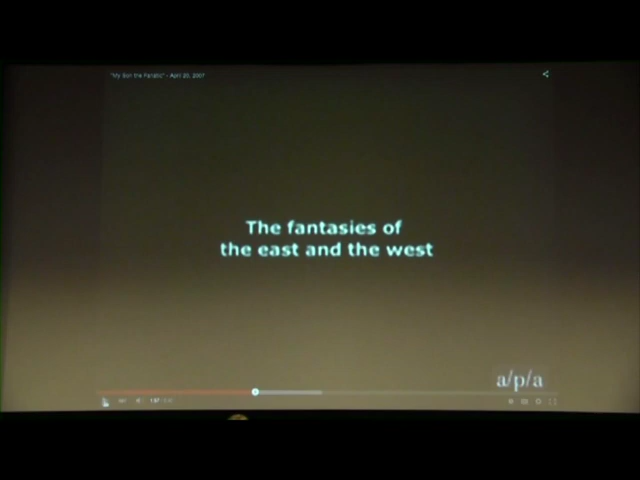 "My Son the Fanatic" - April 20, 2007
The fantasies of
the east and the west
a/p/a